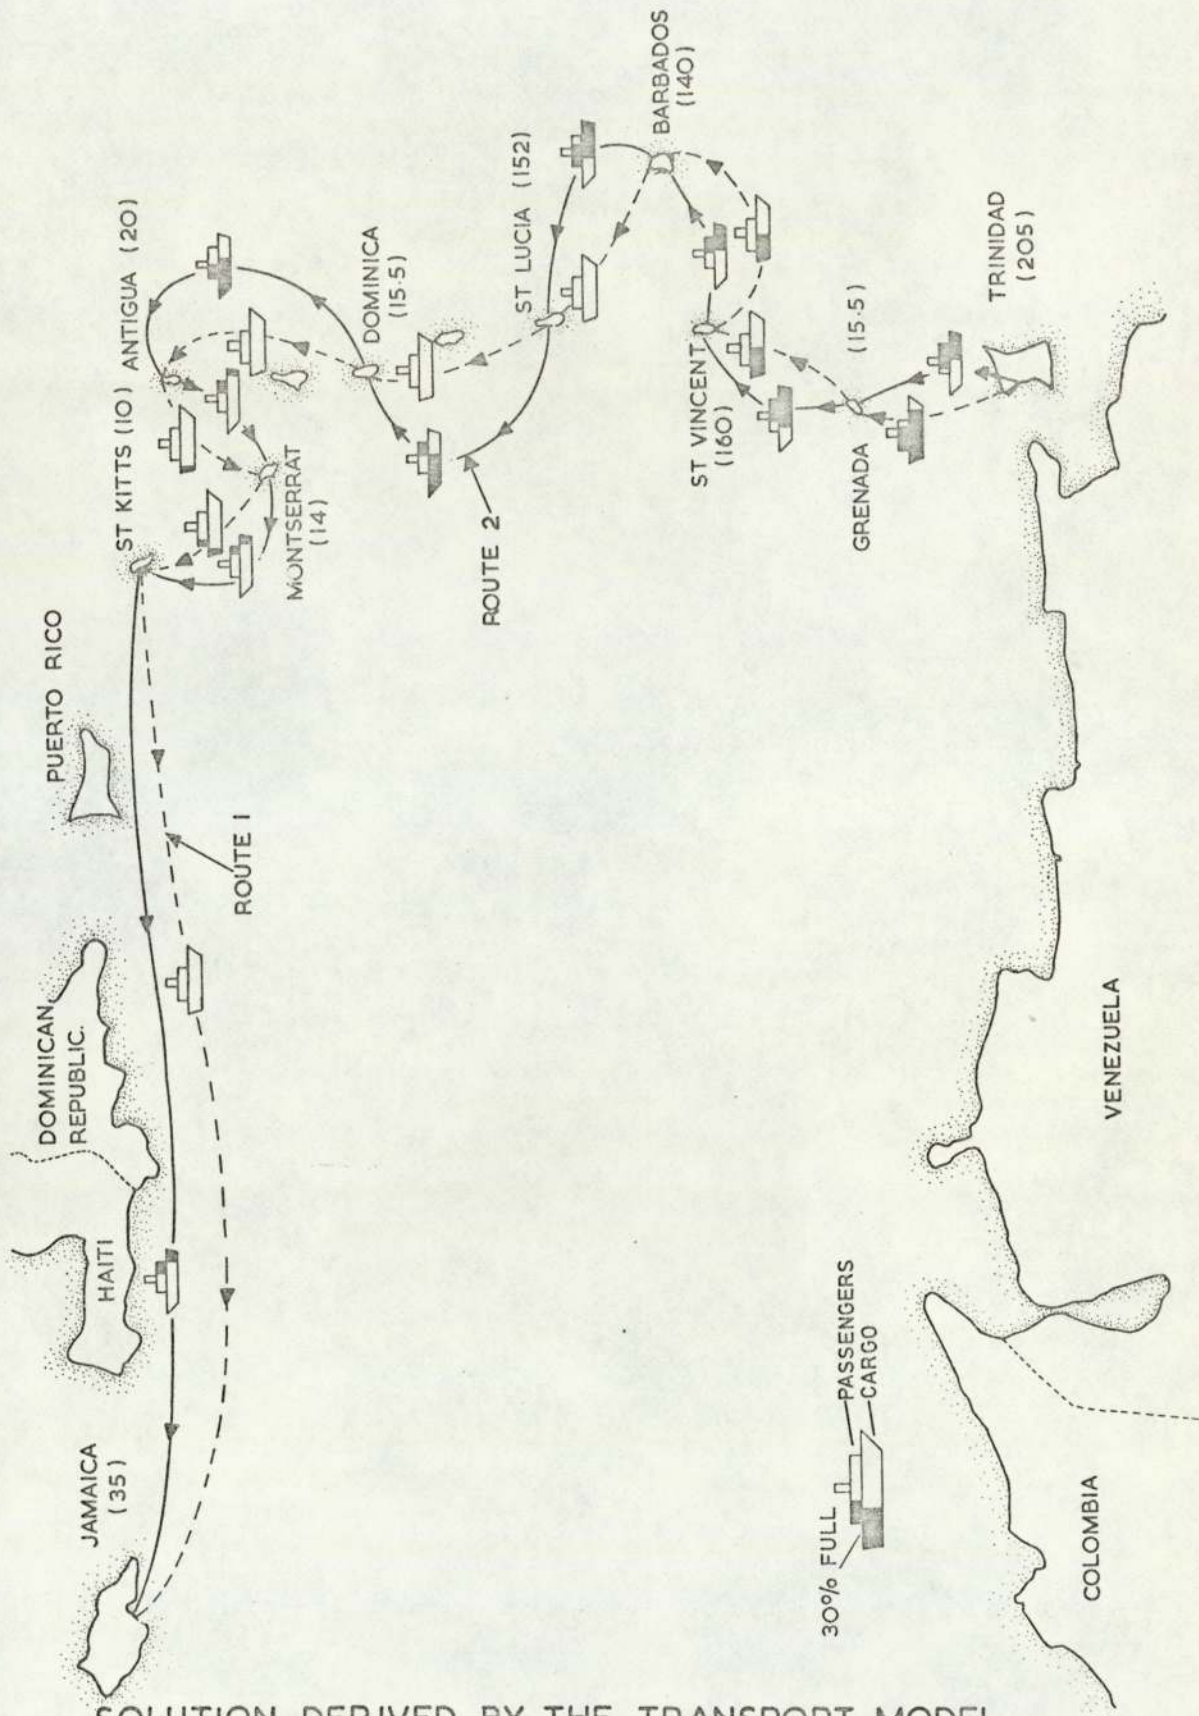 JAMAICA
(35)
HAITI
DOMINICAN
REPUBLIC.
PUERTO RICO
ROUTE 1
ST KITTS (10)
ANTIGUA (20)
MONTSERRAT
(14)
DOMINICA
(15·5)
ROUTE 2
ST LUCIA (152)
BARBADOS
(140)
ST VINCENT
(160)
GRENADA
(15·5)
TRINIDAD
(205)
30% FULL
PASSENGERS
CARGO
COLOMBIA
VENEZUELA
SOLUTION DERIVED BY THE TRANSPORT MODEL